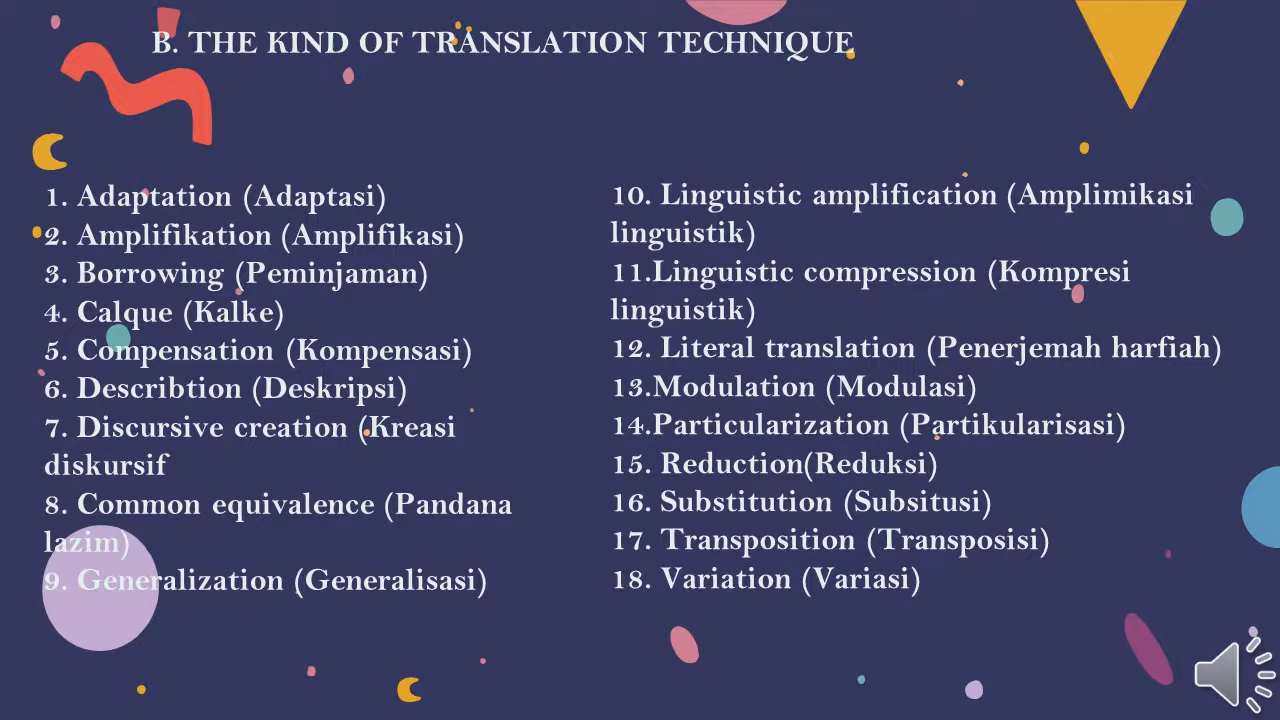 B. THE KIND OF TRANSLATION TECHNIQUE
1. Adaptation (Adaptasi)
2. Amplifikation (Amplifikasi)
3. Borrowing (Peminjaman)
4. Calque (Kalke)
5. Compensation (Kompensasi)
6. Describtion (Deskripsi)
7. Discursive creation (Kreasi
diskursif
8. Common equivalence (Pandana
lazim)
9. Generalization (Generalisasi)
10. Linguistic amplification (Amplimikasi
linguistik)
11.Linguistic compression (Kompresi
linguistik)
12. Literal translation (Penerjemah harfiah)
13.Modulation (Modulasi)
14.Particularization (Partikularisasi)
15. Reduction(Reduksi)
16. Substitution (Subsitusi)
17. Transposition (Transposisi)
18. Variation (Variasi)